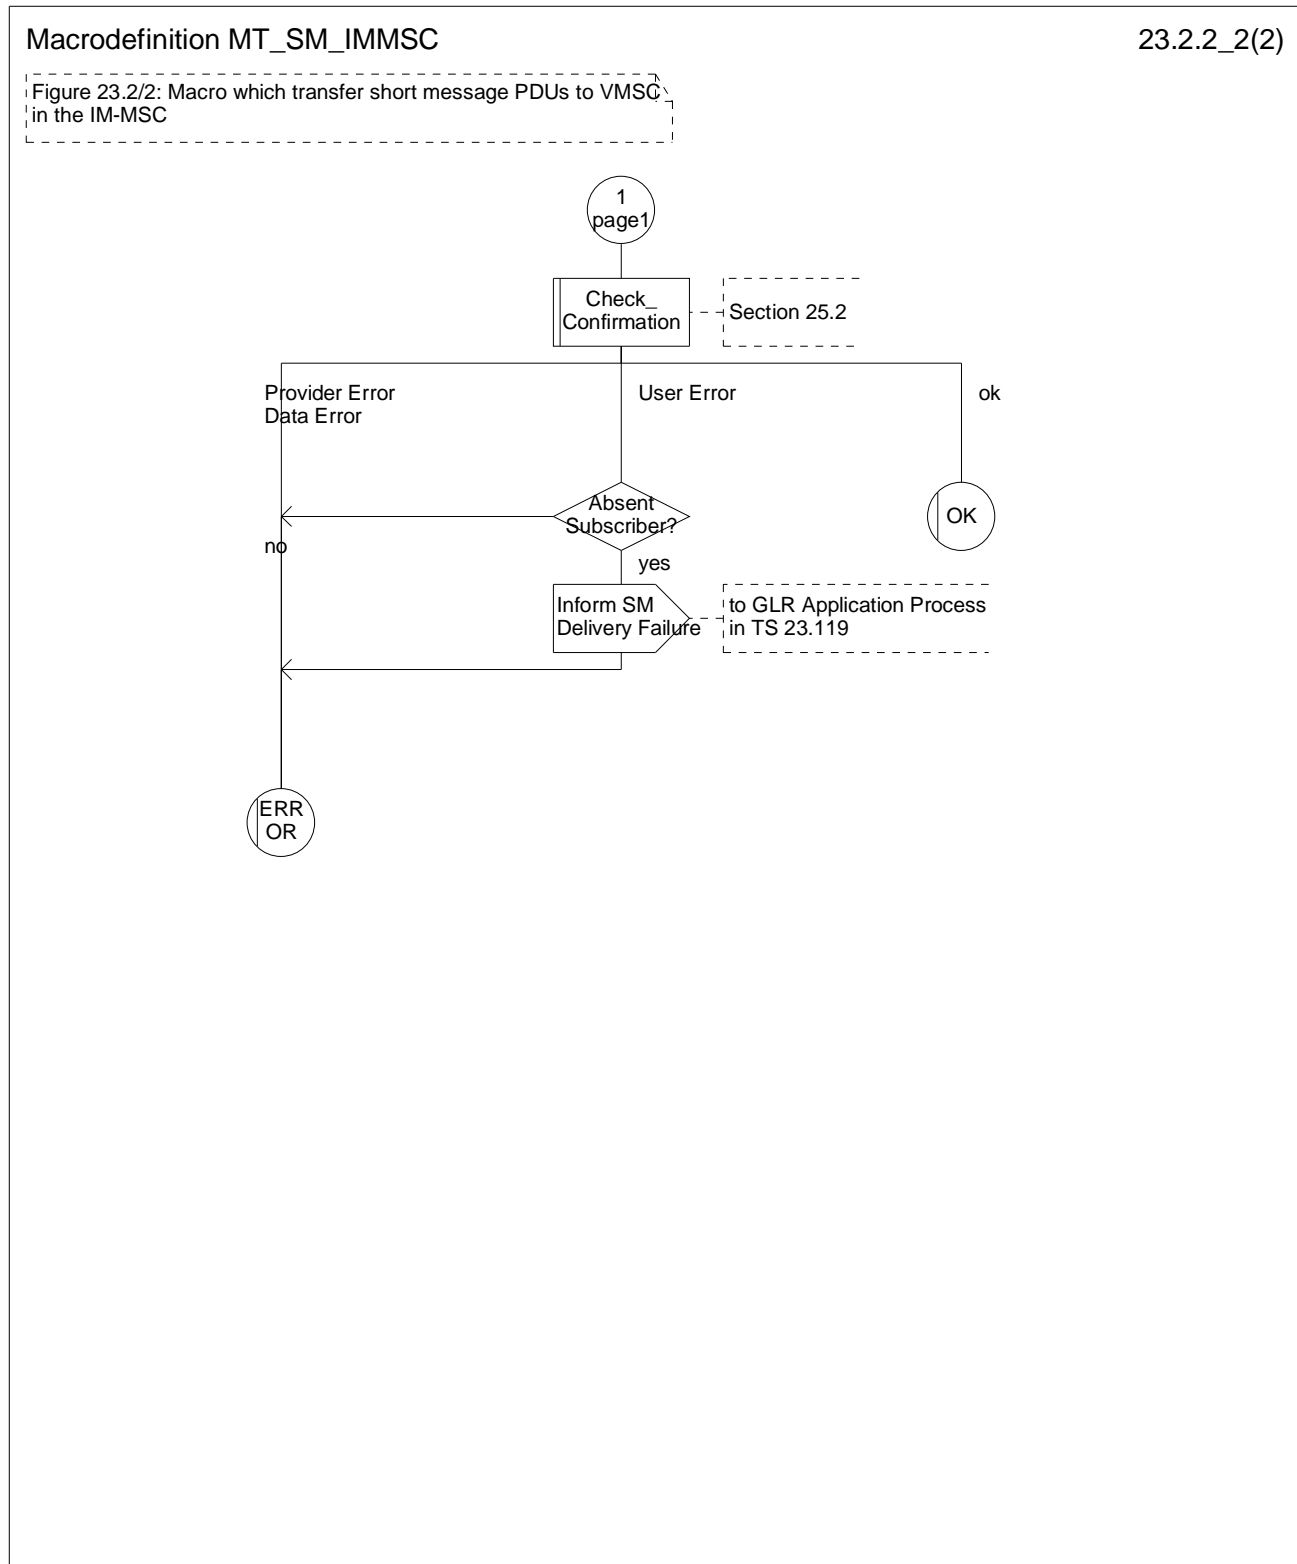 Macrodefinition MT_SM_IMMSC
23.2.2_2(2)
Figure 23.2/2: Macro which transfer short message PDUs to VMSC
in the IM-MSC
1
page1
Check_
Confirmation
Section 25.2
Provider Error
Data Error
User Error
ok
Absent
Subscriber?
OK
no
yes
Inform SM
Delivery Failure
to GLR Application Process
in TS 23.119
ERR
OR